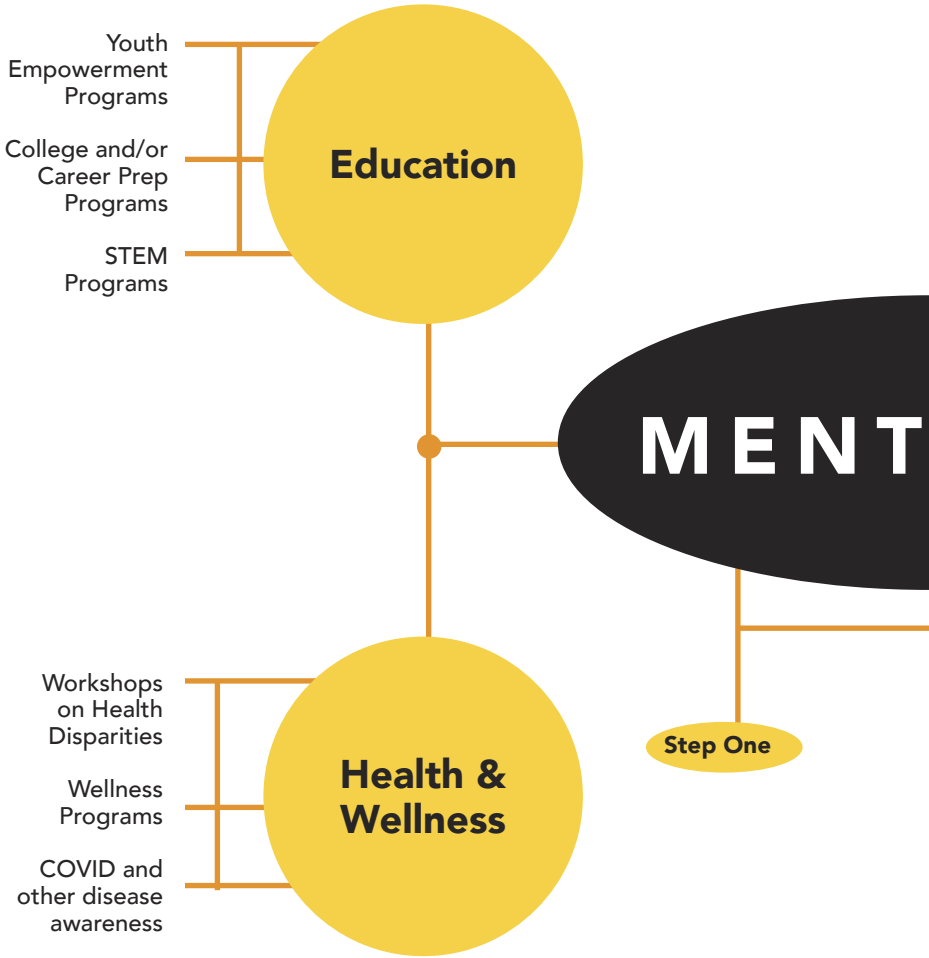 Youth
Empowerment
Programs
College and/or
Career Prep
Programs
STEM
Programs
Education
MENT
Workshops
on Health
Disparities
Wellness
Programs
COVID and
other disease
awareness
Health &
Wellness
Step One